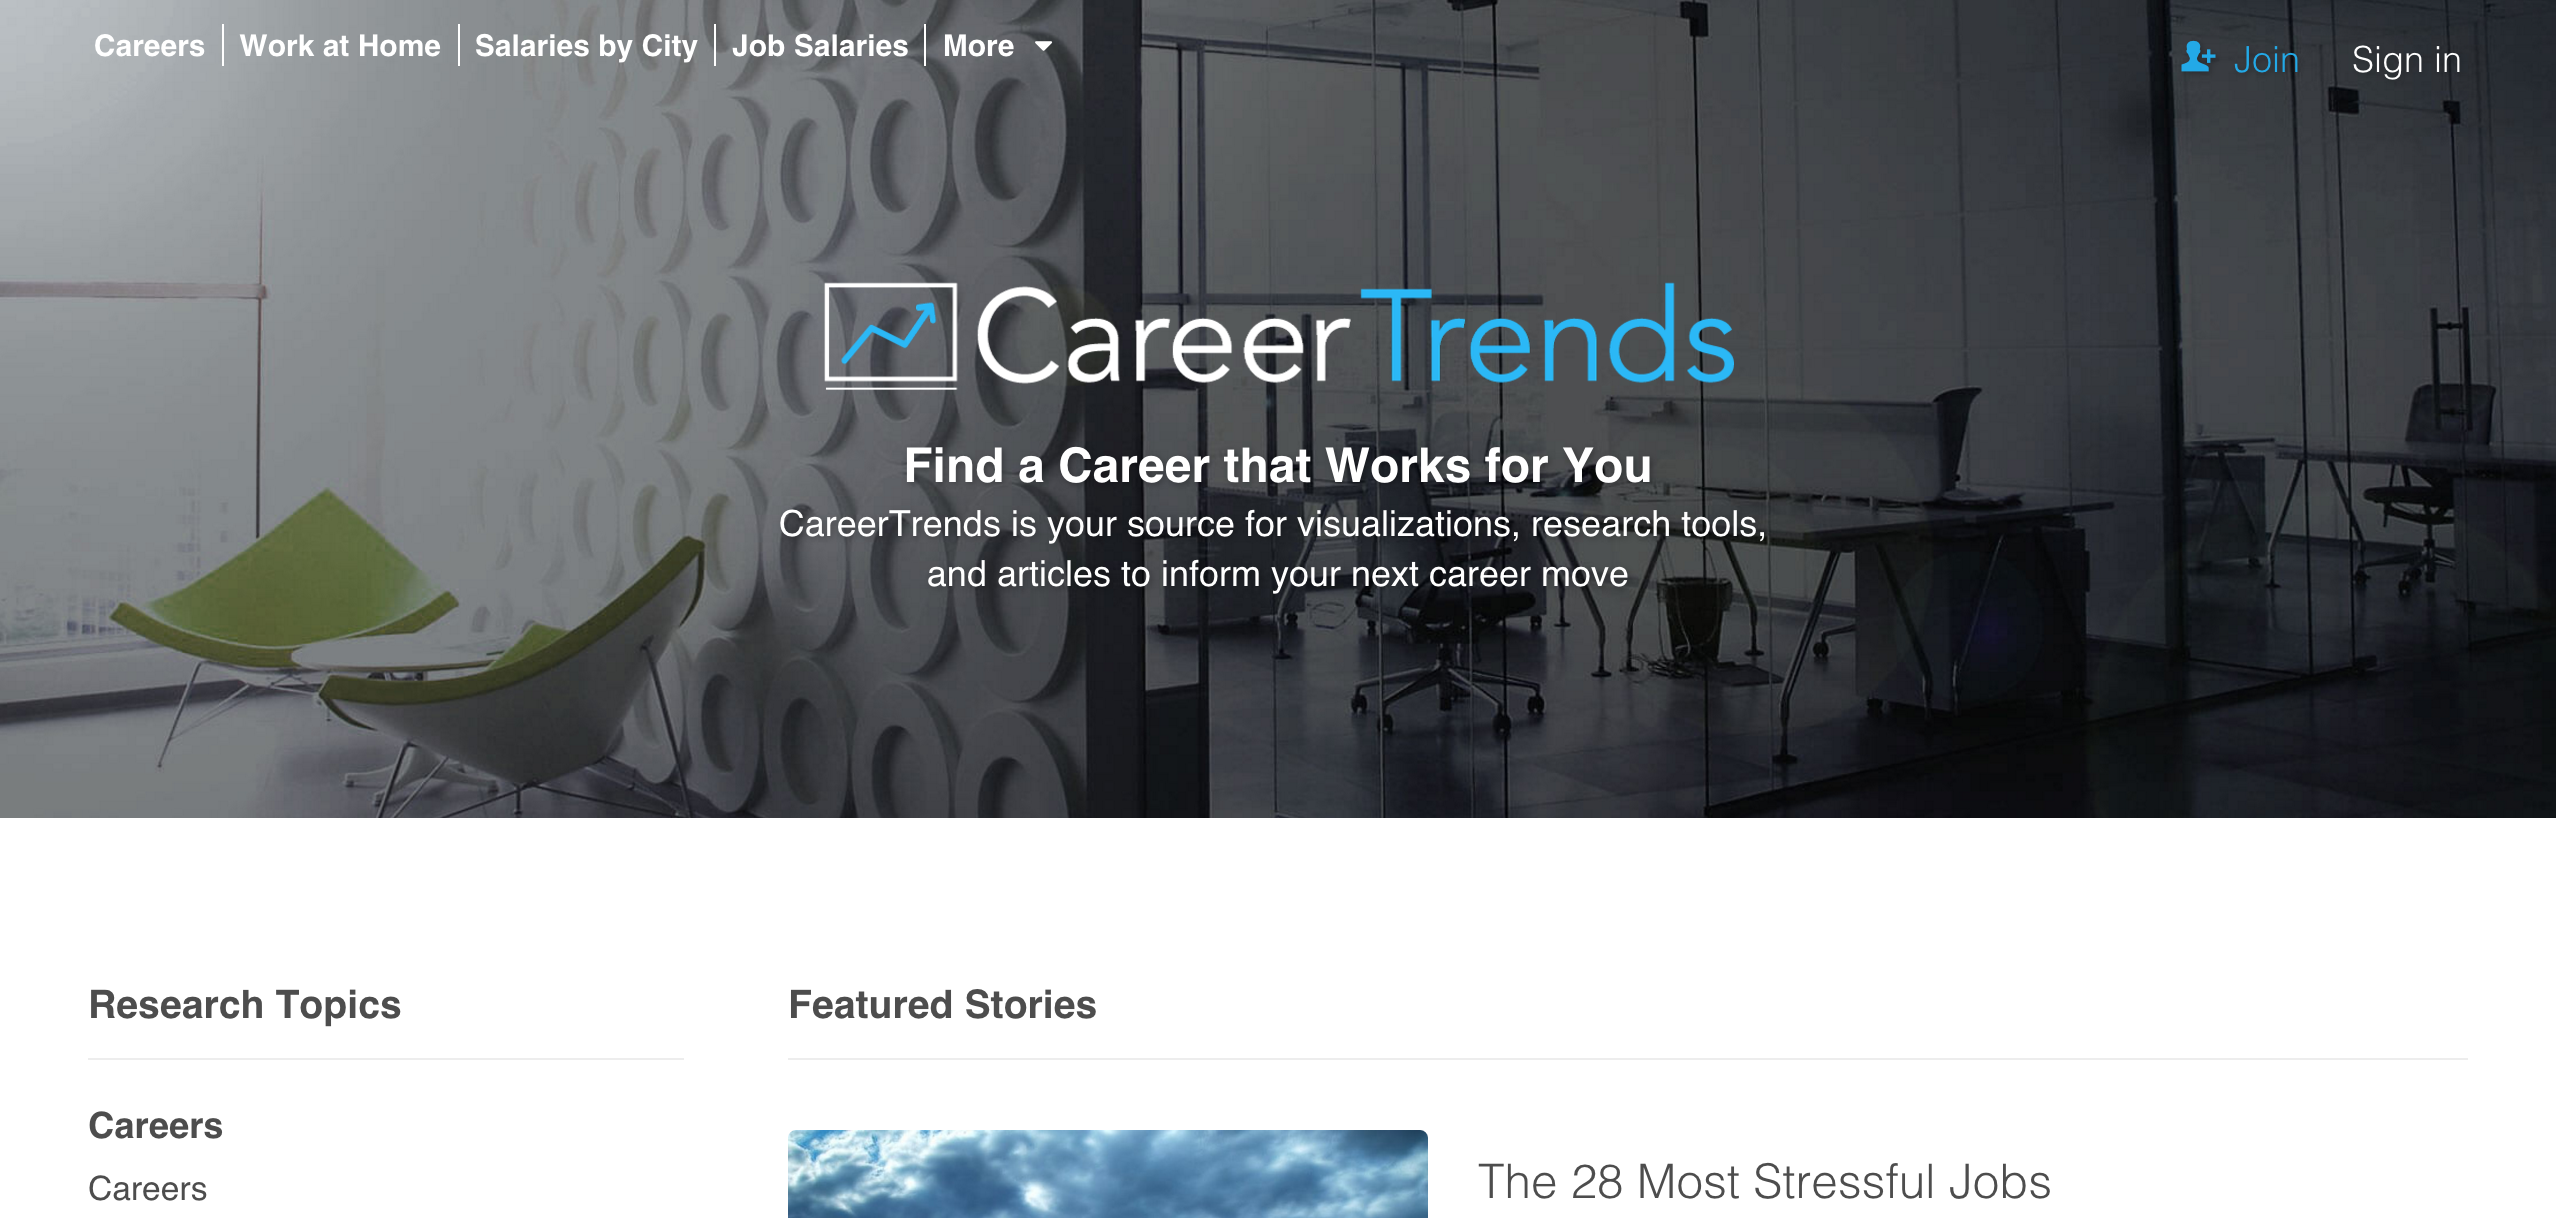 Careers Work at Home Salaries by City Job Salaries More
Join Sign in
CareerTrends
Find a Career that Works for You
CareerTrends is your source for visualizations, research tools,
and articles to inform your next career move
Research Topics
Careers
Careers
Featured Stories
The 28 Most Stressful Jobs